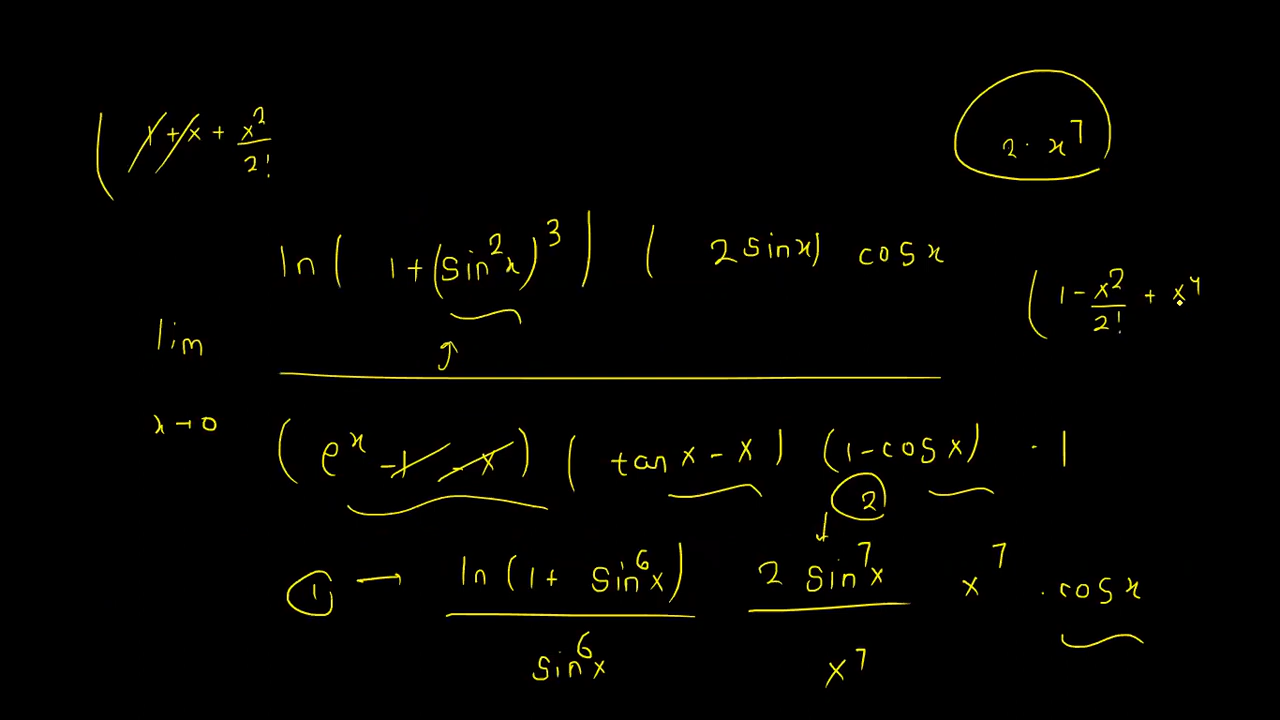 ( 1 + x + x²/2!
2 · x⁷
ln( 1 + (sin²x)³ ) ( 2sinx) cosx
( 1 - x²/2! + x⁴
lim
x→0
( eˣ - 1 - x ) ( tanx - x ) (1 - cosx) · 1
2
① → ln(1 + sin⁶x) 2 sin⁷x x⁷ · cosx
sin⁶x x⁷